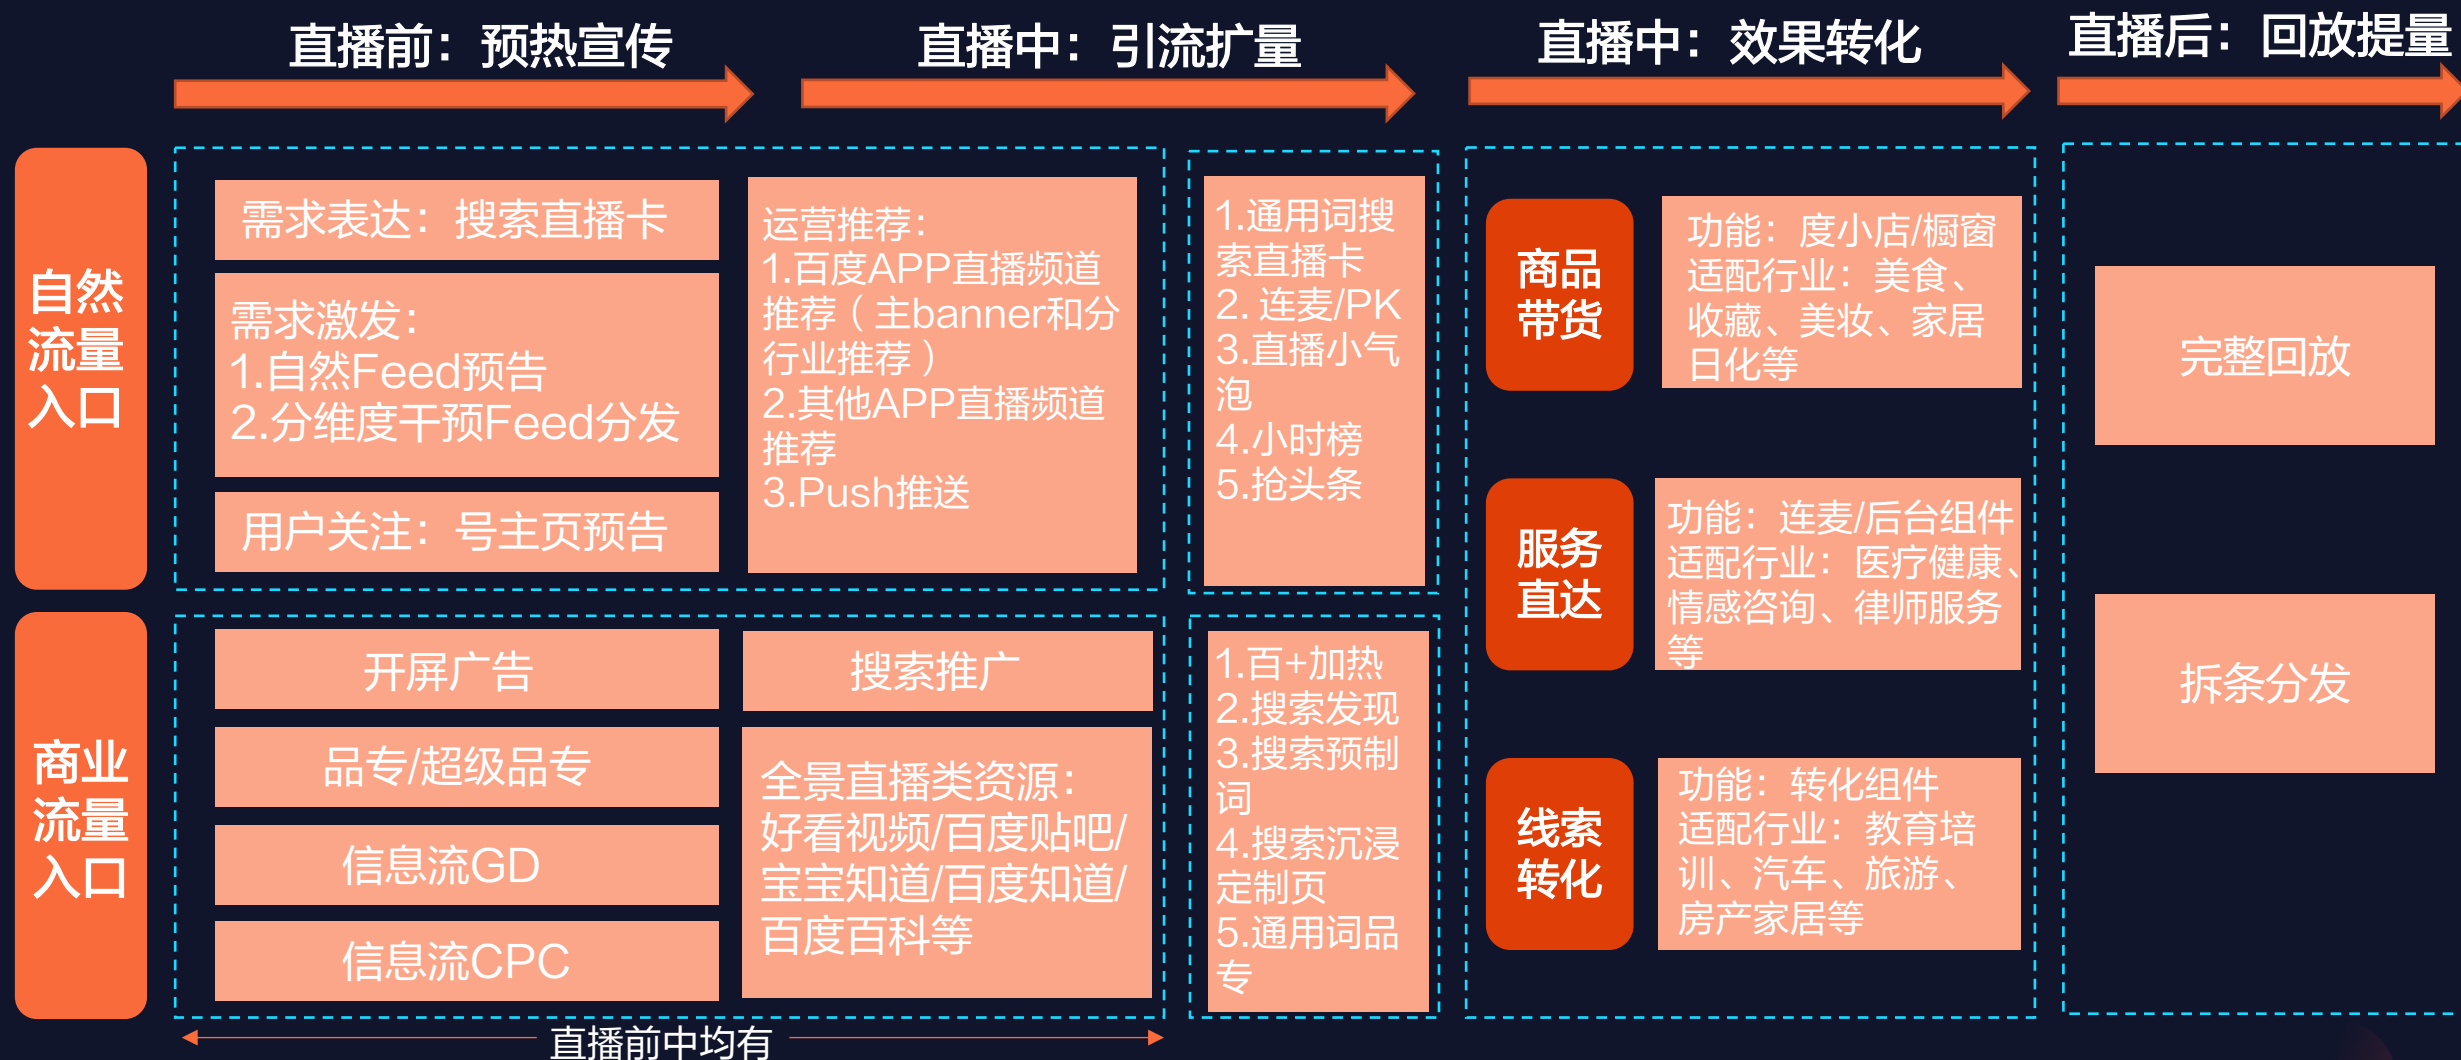 直播前：预热宣传
直播中：引流扩量
直播中：效果转化
直播后：回放提量
自然
流量
入口
需求表达：搜索直播卡
需求激发：
1.自然Feed预告
2.分维度干预Feed分发
用户关注：号主页预告
运营推荐：
1.百度APP直播频道
推荐（主banner和分
行业推荐）
2.其他APP直播频道
推荐
3.Push推送
1.通用词搜
索直播卡
2. 连麦/PK
3.直播小气
泡
4.小时榜
5.抢头条
商业
流量
入口
开屏广告
品专/超级品专
信息流GD
信息流CPC
搜索推广
全景直播类资源：
好看视频/百度贴吧/
宝宝知道/百度知道/
百度百科等
1.百+加热
2.搜索发现
3.搜索预制
词
4.搜索沉浸
定制页
5.通用词品
专
商品
带货
功能：度小店/橱窗
适配行业：美食、
收藏、美妆、家居
日化等
服务
直达
功能：连麦/后台组件
适配行业：医疗健康、
情感咨询、律师服务
等
线索
转化
功能：转化组件
适配行业：教育培
训、汽车、旅游、
房产家居等
完整回放
拆条分发
直播前中均有